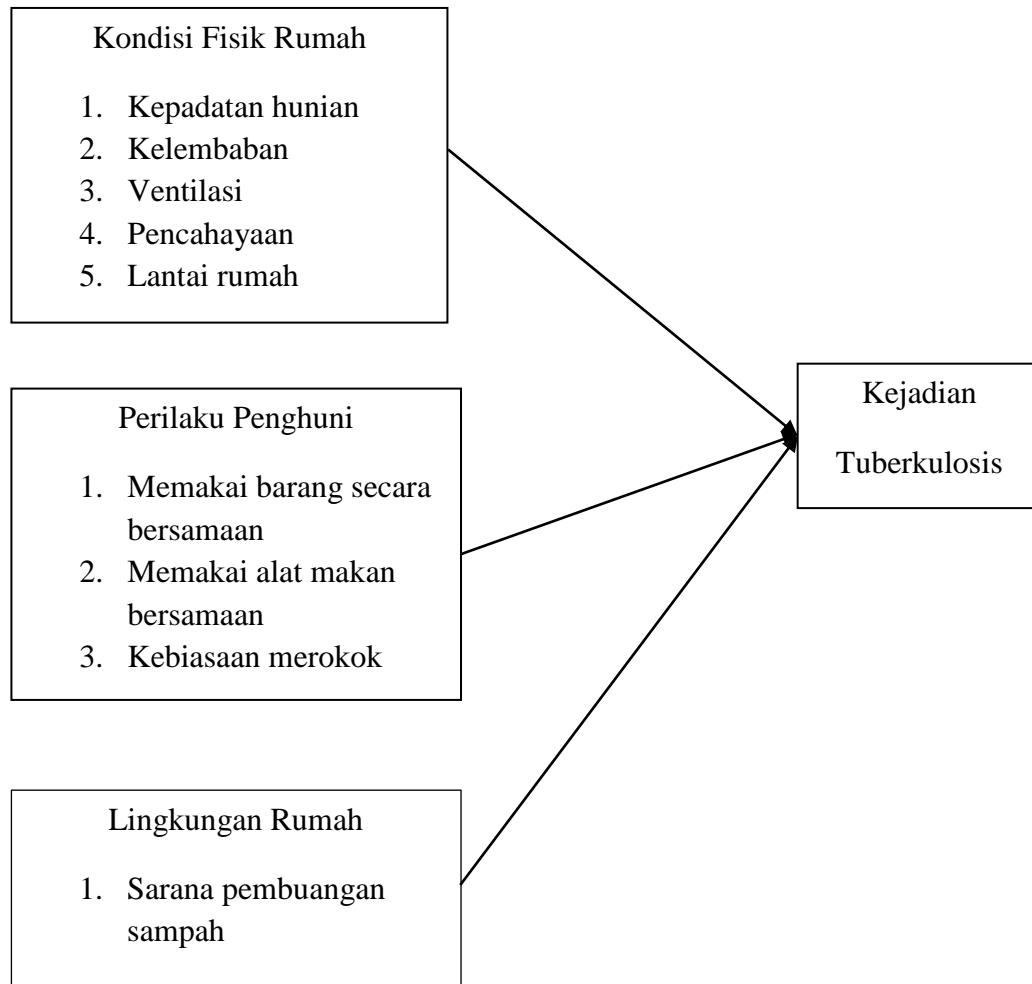 Kondisi Fisik Rumah
1. Kepadatan hunian
2. Kelembaban
3. Ventilasi
4. Pencahayaan
5. Lantai rumah
Perilaku Penghuni
1. Memakai barang secara
bersamaan
2. Memakai alat makan
bersamaan
3. Kebiasaan merokok
Lingkungan Rumah
1. Sarana pembuangan
sampah
Kejadian
Tuberkulosis